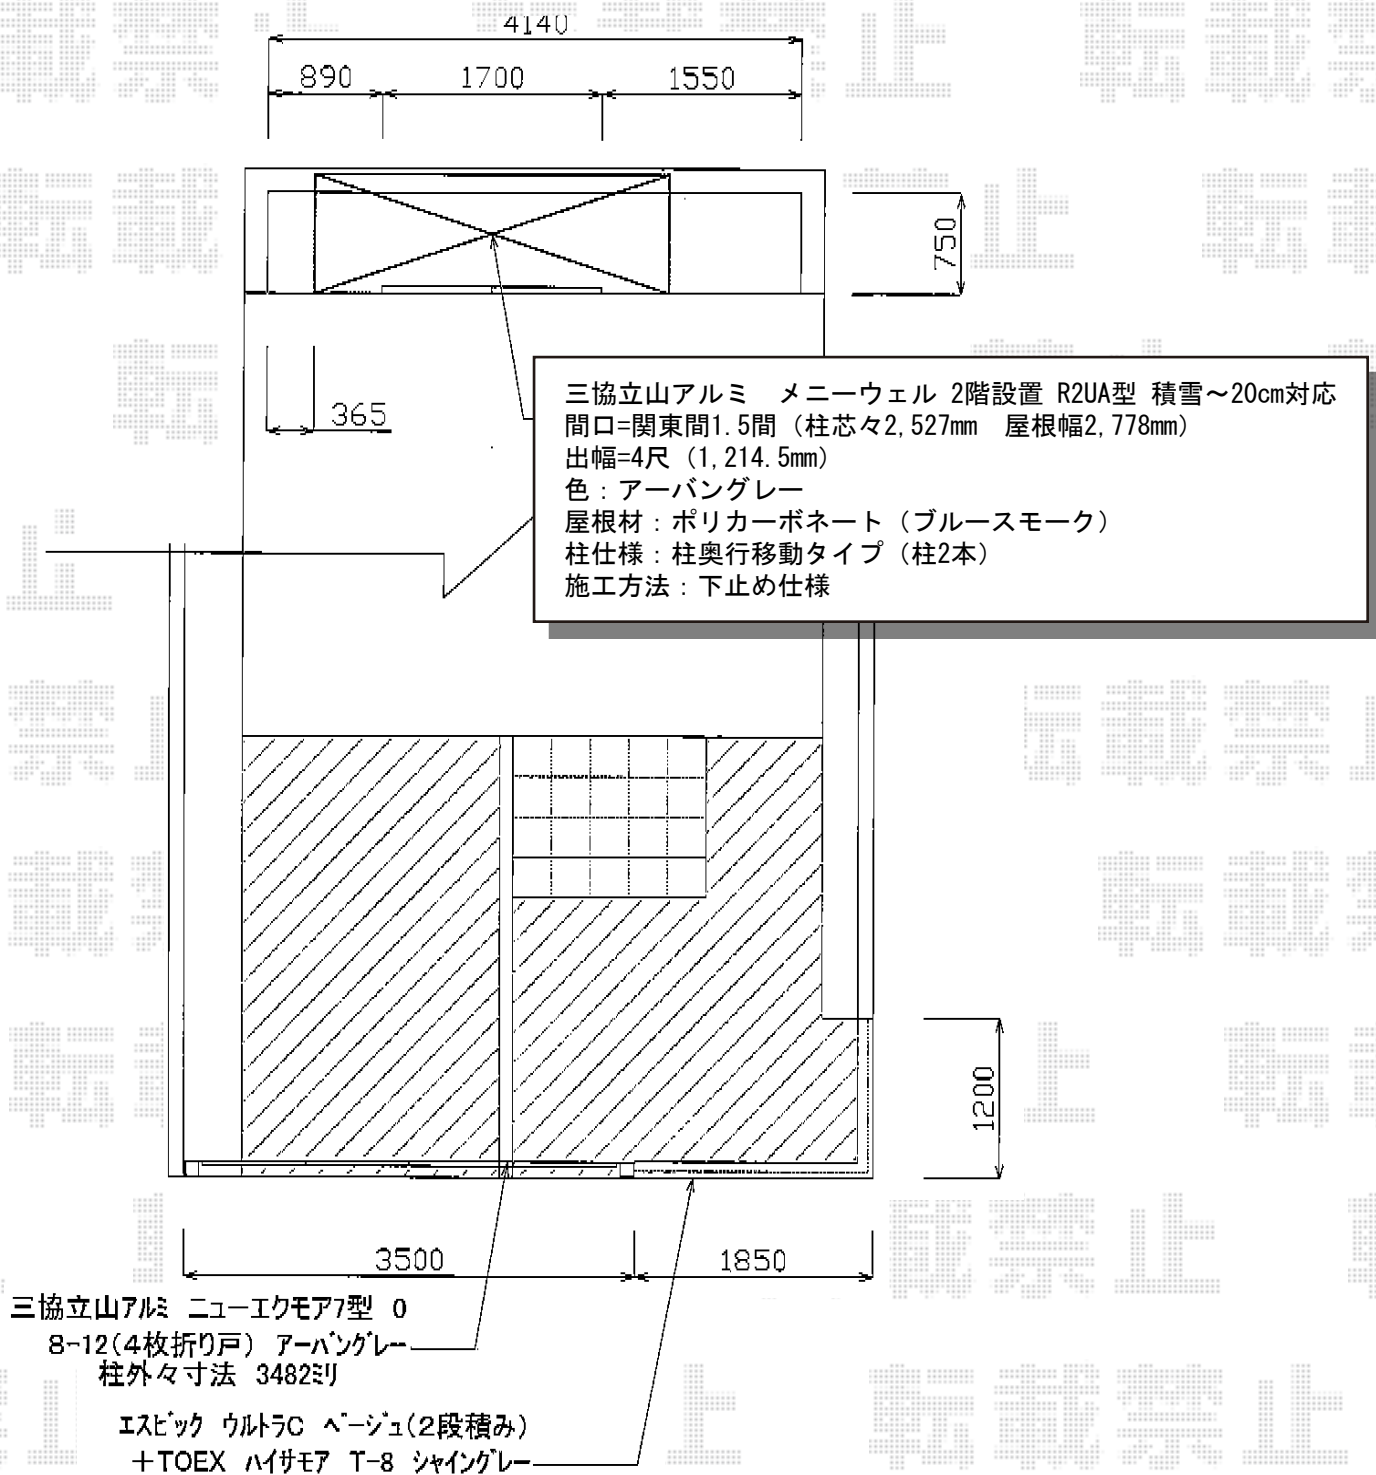 4140
890 1700 1550
750
365
三協立山アルミ メニーウェル 2階設置 R2UA型 積雪～20cm対応
間口=関東間1.5間（柱芯々2,527mm 屋根幅2,778mm）
出幅=4尺（1,214.5mm）
色：アーバングレー
屋根材：ポリカーボネート（ブルースモーク）
柱仕様：柱奥行移動タイプ（柱2本）
施工方法：下止め仕様
1200
3500 1850
三協立山アルミ ニューエクモア7型 0
8-12(4枚折り戸) アーバングレー
柱外々寸法 3482ミリ
エスビック ウルトラC ベージュ(2段積み)
＋TOEX ハイサモア T-8 シャイングレー
転載禁止